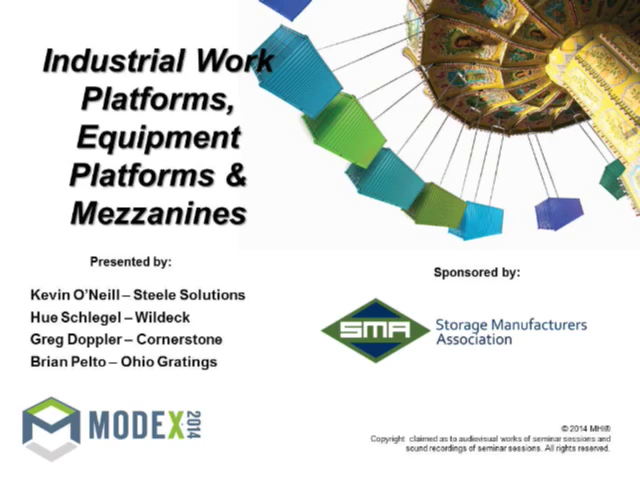 Industrial Work
Platforms,
Equipment
Platforms &
Mezzanines
Presented by:
Kevin O'Neill – Steele Solutions
Hue Schlegel – Wildeck
Greg Doppler – Cornerstone
Brian Pelto – Ohio Gratings
Sponsored by:
SMA
Storage Manufacturers
Association
MODEX 2014
© 2014 MHI®
Copyright claimed as to audiovisual works of seminar sessions and
sound recordings of seminar sessions. All rights reserved.